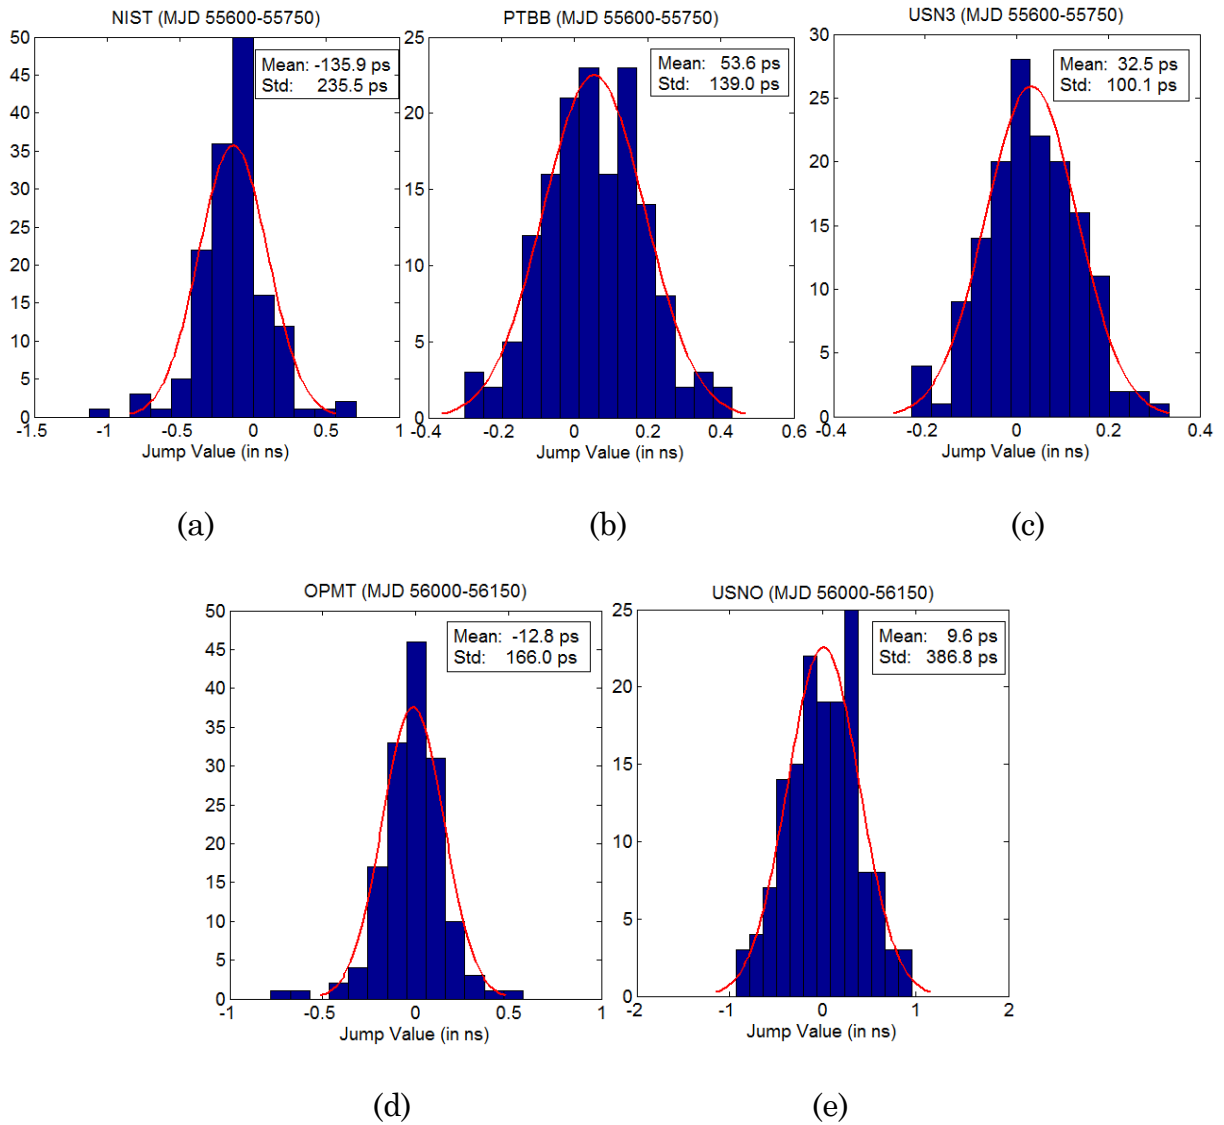 NIST (MJD 55600-55750)
50
45
40
35
30
25
20
15
10
5
0
-1.5
-1
-0.5
0
0.5
1
Mean: -135.9 ps
Std: 235.5 ps
Jump Value (in ns)
(a)
PTBB (MJD 55600-55750)
25
20
15
10
5
0
-0.4
-0.2
0
0.2
0.4
0.6
Mean: 53.6 ps
Std: 139.0 ps
Jump Value (in ns)
(b)
USN3 (MJD 55600-55750)
30
25
20
15
10
5
0
-0.4
-0.2
0
0.2
0.4
Mean: 32.5 ps
Std: 100.1 ps
Jump Value (in ns)
(c)
OPMT (MJD 56000-56150)
50
45
40
35
30
25
20
15
10
5
0
-1
-0.5
0
0.5
1
Mean: -12.8 ps
Std: 166.0 ps
Jump Value (in ns)
(d)
USNO (MJD 56000-56150)
25
20
15
10
5
0
-2
-1
0
1
2
Mean: 9.6 ps
Std: 386.8 ps
Jump Value (in ns)
(e)